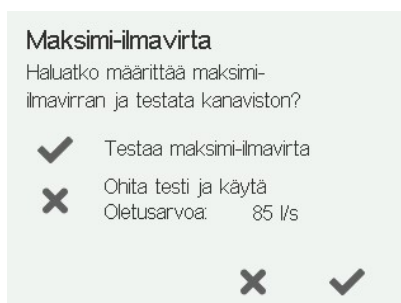 Maksimi-ilmavirta
Haluatko määrittää maksimi-
ilmavirran ja testata kanaviston?
Testaa maksimi-ilmavirta
Ohita testi ja käytä
Oletusarvoa: 85 l/s